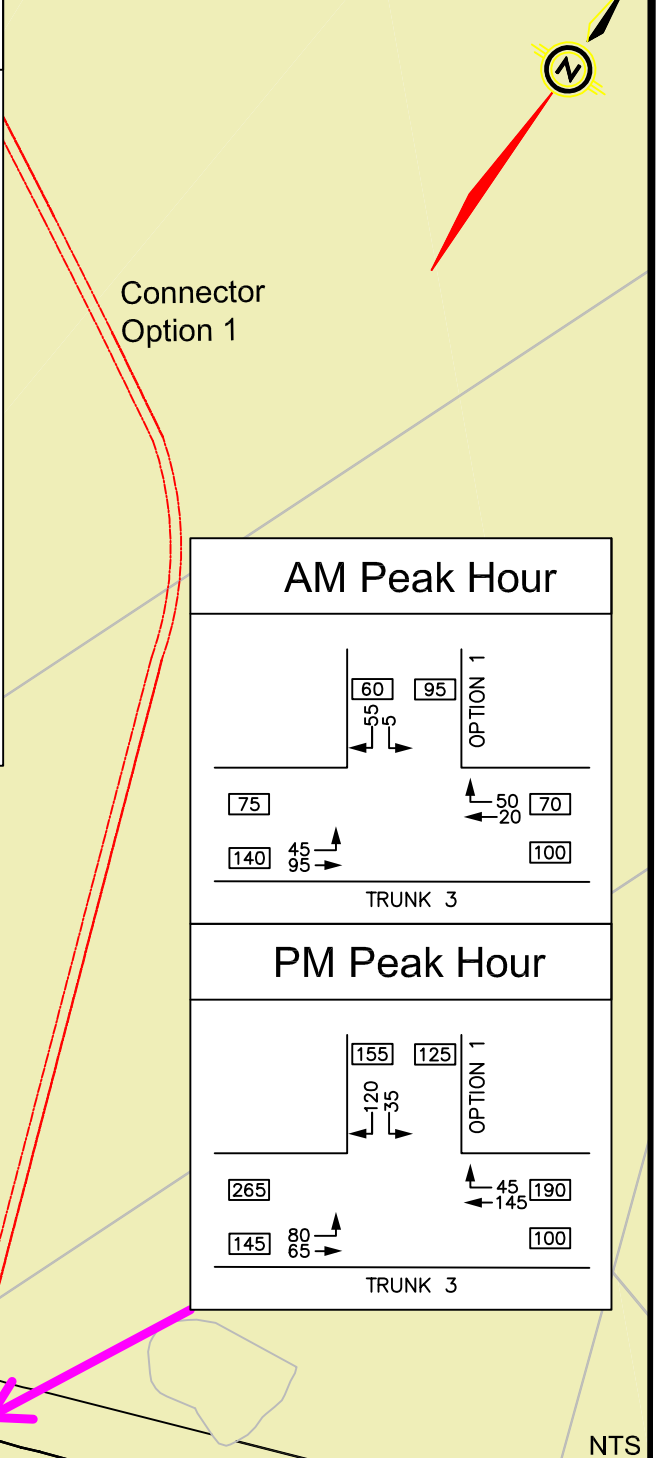 N
Connector
Option 1
AM Peak Hour
60
95
OPTION 1
55
5
75
50
70
20
45
140
95
100
TRUNK 3
PM Peak Hour
155
125
OPTION 1
120
35
265
45
190
145
80
145
65
100
TRUNK 3
NTS